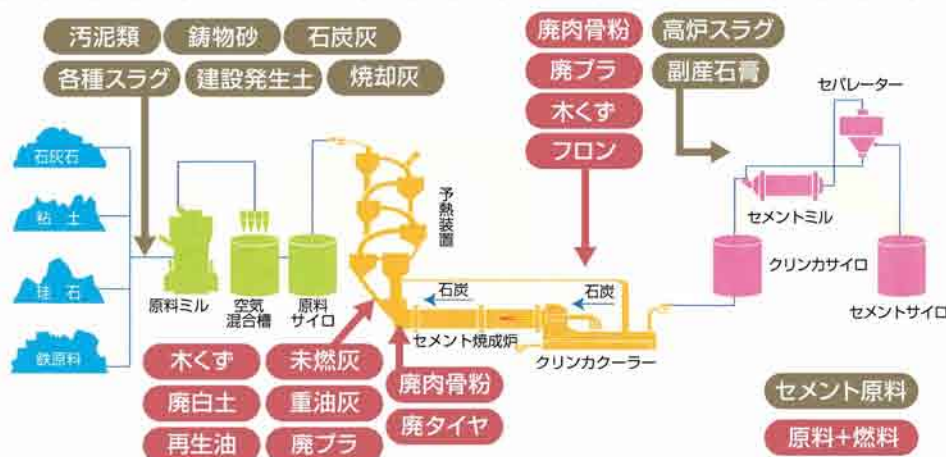 汚泥類 鋳物砂 石炭灰
各種スラグ 建設発生土 焼却灰
廃肉骨粉
廃プラ
木くず
フロン
高炉スラグ
副産石膏
セパレーター
石灰石
粘 土
珪 石
鉄原料
原料ミル
空気
混合槽
原料
サイロ
予熱装置
石炭
石炭
セメント焼成炉
クリンカクーラー
セメントミル
クリンカサイロ
セメントサイロ
木くず 未燃灰
廃白土 重油灰
再生油 廃プラ
廃肉骨粉
廃タイヤ
セメント原料
原料+燃料